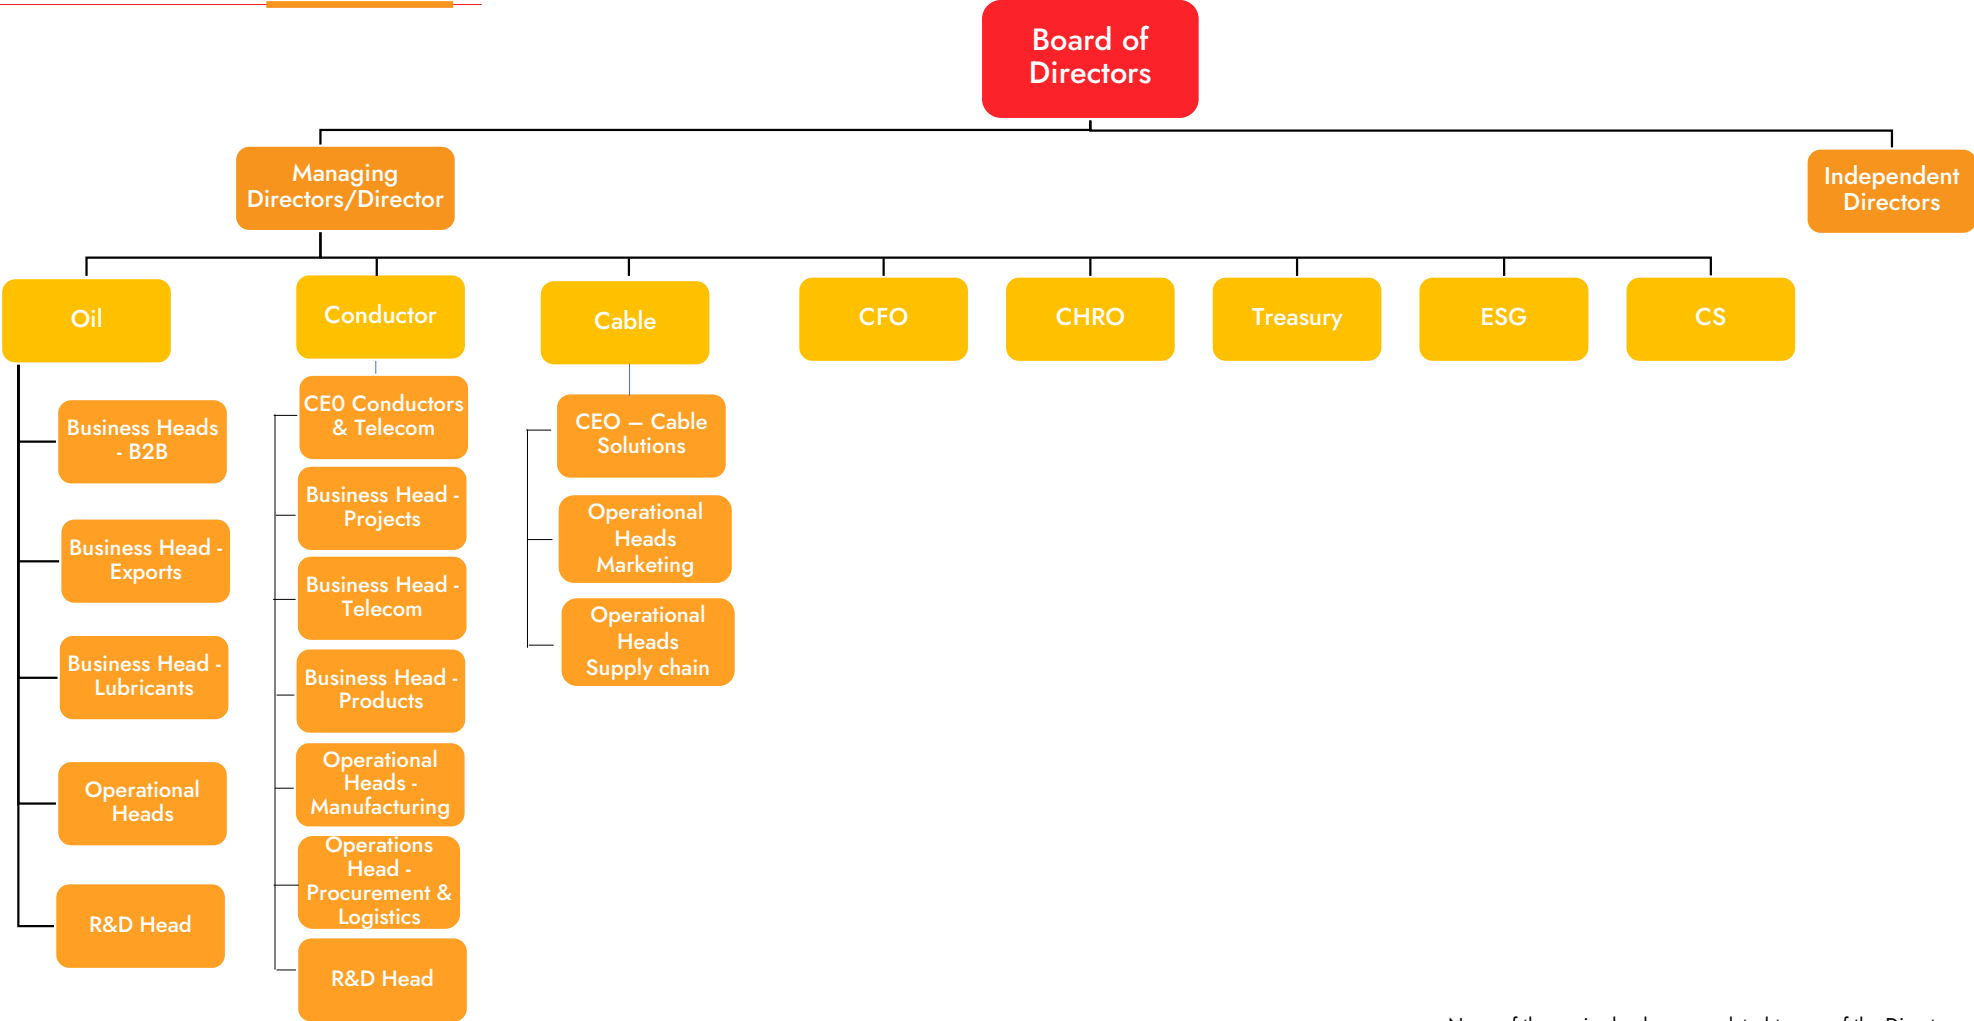 Board of
Directors
Managing
Directors/Director
Independent
Directors
Oil
Conductor
Cable
CFO
CHRO
Treasury
ESG
CS
Business Heads
- B2B
Business Head -
Exports
Business Head -
Lubricants
Operational
Heads
R&D Head
CE0 Conductors
& Telecom
Business Head -
Projects
Business Head -
Telecom
Business Head -
Products
Operational
Heads -
Manufacturing
Operations
Head -
Procurement &
Logistics
R&D Head
CEO – Cable
Solutions
Operational
Heads
Marketing
Operational
Heads
Supply chain